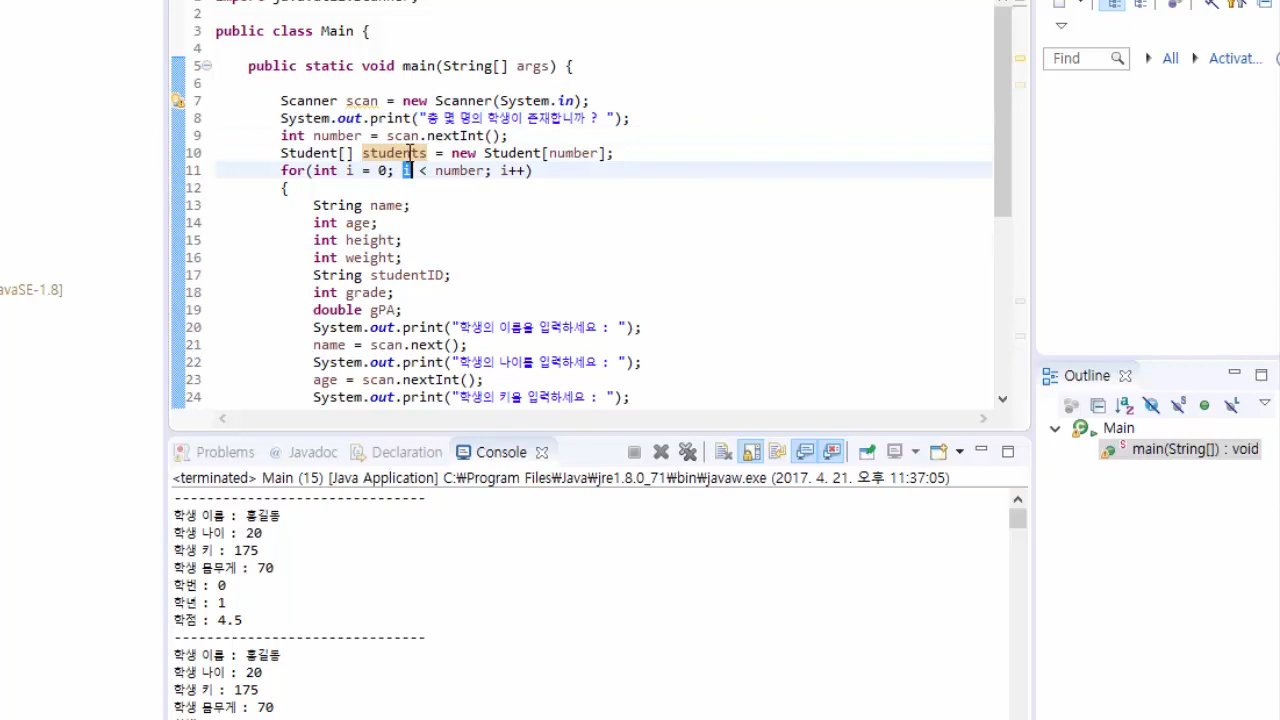 1
2
3 public class Main {
4
5 public static void main(String[] args) {
6
7 Scanner scan = new Scanner(System.in);
8 System.out.print("총 몇 명의 학생이 존재합니까 ? ");
9 int number = scan.nextInt();
10 Student[] students = new Student[number];
11 for(int i = 0; i < number; i++)
12 {
13 String name;
14 int age;
15 int height;
16 int weight;
17 String studentID;
18 int grade;
19 double gPA;
20 System.out.print("학생의 이름을 입력하세요 : ");
21 name = scan.next();
22 System.out.print("학생의 나이를 입력하세요 : ");
23 age = scan.nextInt();
24 System.out.print("학생의 키을 입력하세요 : ");
avaSE-1.8]
Find All Activat...
Outline
Main
main(String[]) : void
Problems @ Javadoc Declaration Console
<terminated> Main (15) [Java Application] C:₩Program Files₩Java₩jre1.8.0_71₩bin₩javaw.exe (2017. 4. 21. 오후 11:37:05)
-------------------------------
학생 이름 : 홍길동
학생 나이 : 20
학생 키 : 175
학생 몸무게 : 70
학번 : 0
학년 : 1
학점 : 4.5
-------------------------------
학생 이름 : 홍길동
학생 나이 : 20
학생 키 : 175
학생 몸무게 : 70